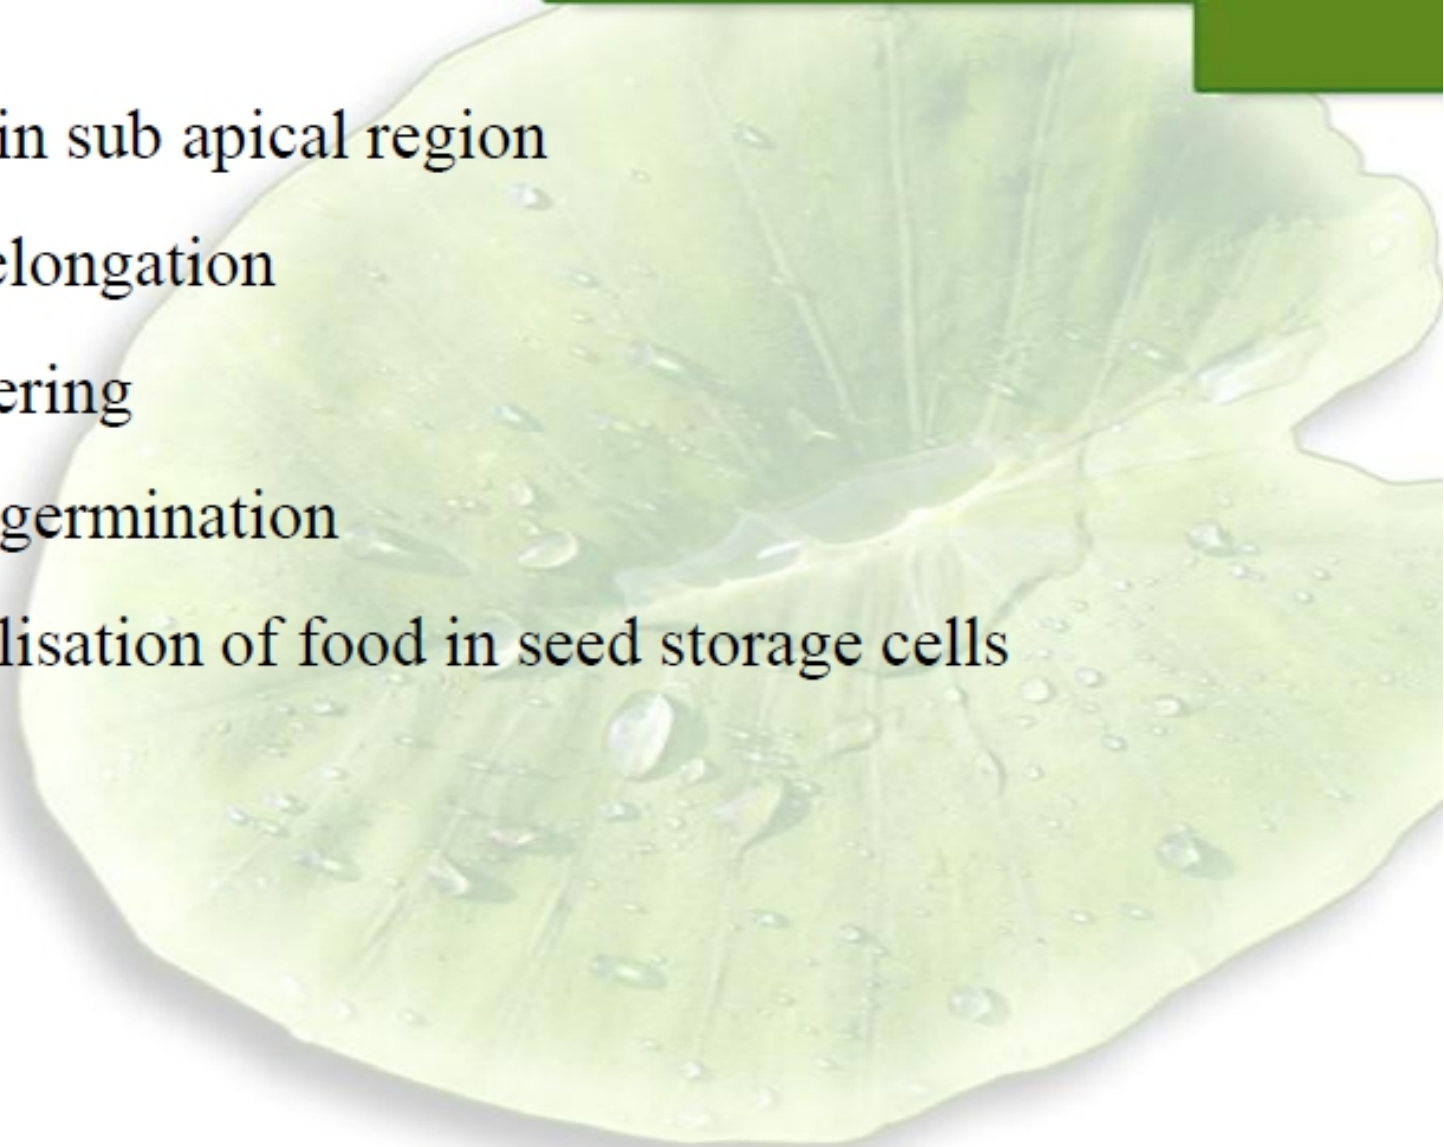 in sub apical region
elongation
ering
germination
lisation of food in seed storage cells